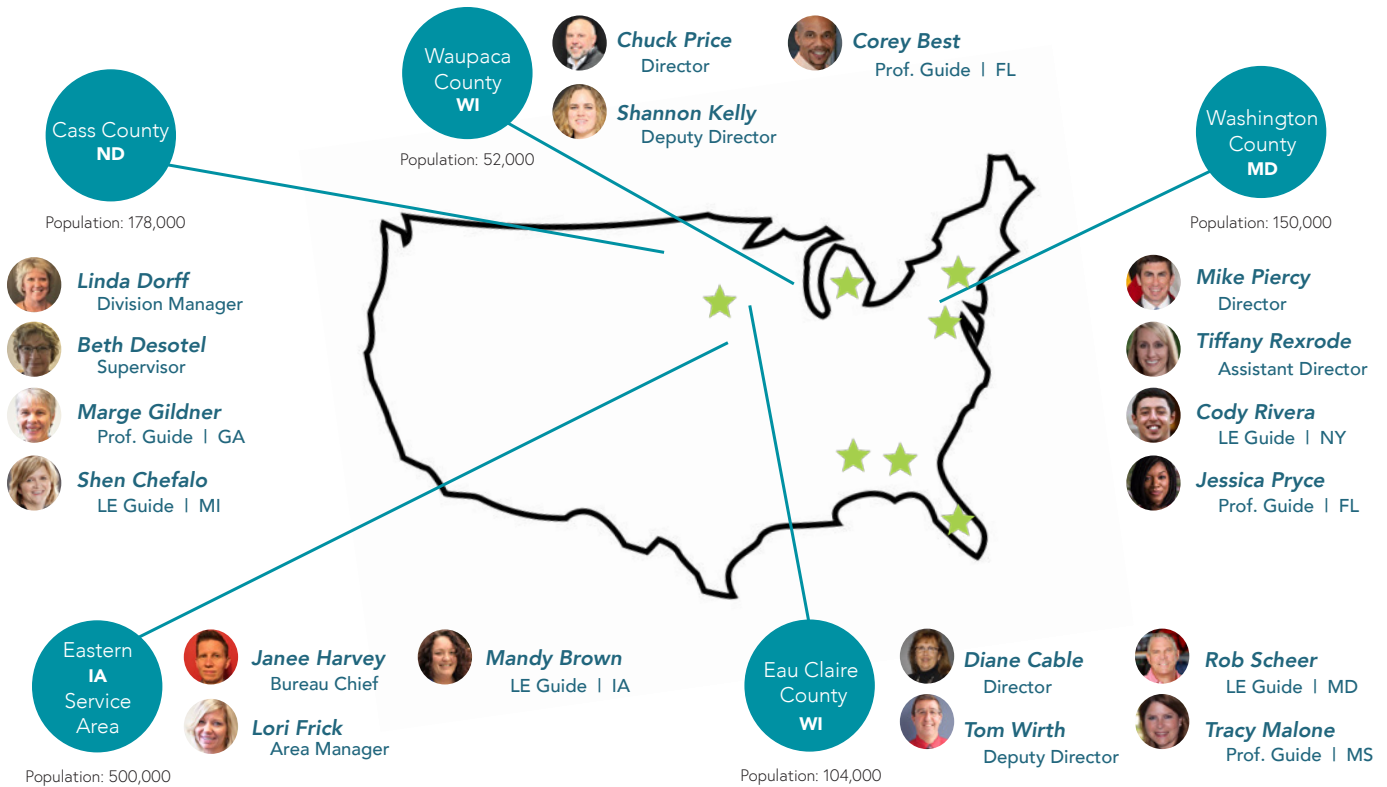 Waupaca
County
WI
Population: 52,000
Chuck Price
Director
Shannon Kelly
Deputy Director
Corey Best
Prof. Guide | FL
Cass County
ND
Population: 178,000
Linda Dorff
Division Manager
Beth Desotel
Supervisor
Marge Gildner
Prof. Guide | GA
Shen Chefalo
LE Guide | MI
Washington
County
MD
Population: 150,000
Mike Piercy
Director
Tiffany Rexrode
Assistant Director
Cody Rivera
LE Guide | NY
Jessica Pryce
Prof. Guide | FL
Eastern
IA
Service
Area
Population: 500,000
Janee Harvey
Bureau Chief
Lori Frick
Area Manager
Mandy Brown
LE Guide | IA
Eau Claire
County
WI
Population: 104,000
Diane Cable
Director
Tom Wirth
Deputy Director
Rob Scheer
LE Guide | MD
Tracy Malone
Prof. Guide | MS